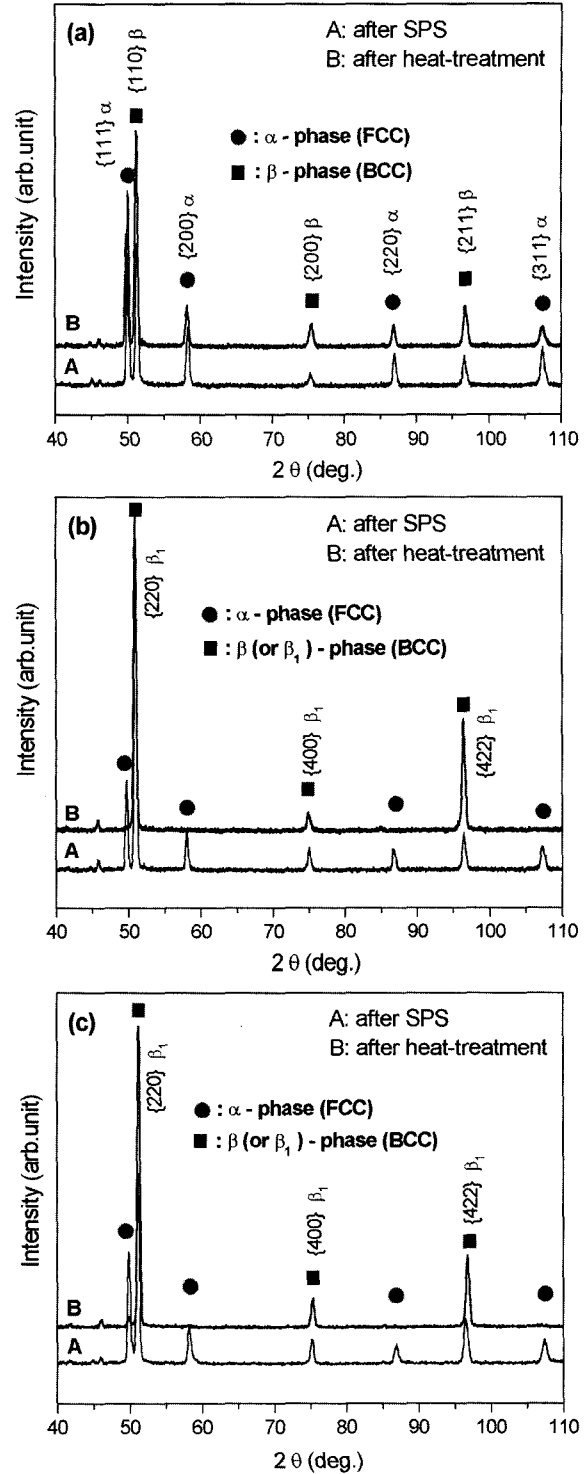 (a)
A: after SPS
B: after heat-treatment
{111} α
{110} β
● : α - phase (FCC)
■ : β - phase (BCC)
{200} α
{200} β
{220} α
{211} β
{311} α
B
A
Intensity (arb.unit)
40 50 60 70 80 90 100 110
2 θ (deg.)
(b)
A: after SPS
B: after heat-treatment
{220} β₁
● : α - phase (FCC)
■ : β (or β₁) - phase (BCC)
{400} β₁
{422} β₁
B
A
Intensity (arb.unit)
40 50 60 70 80 90 100 110
2 θ (deg.)
(c)
A: after SPS
B: after heat-treatment
{220} β₁
● : α - phase (FCC)
■ : β (or β₁) - phase (BCC)
{400} β₁
{422} β₁
B
A
Intensity (arb.unit)
40 50 60 70 80 90 100 110
2 θ (deg.)